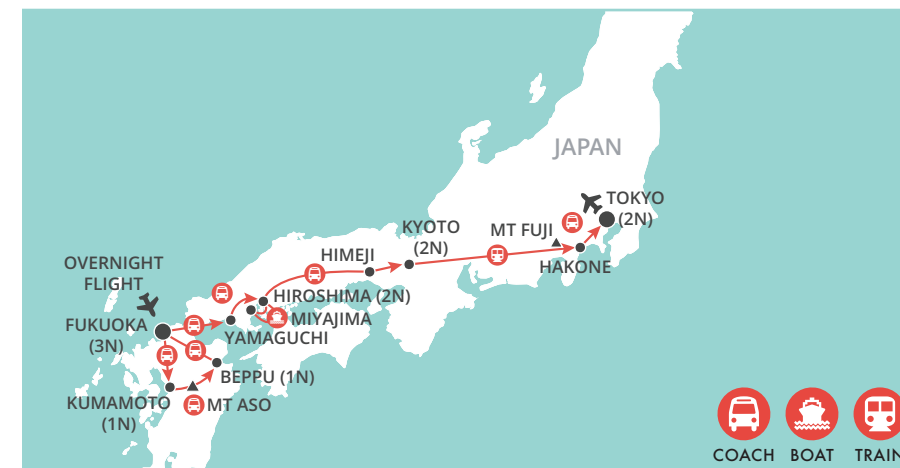 JAPAN
TOKYO
(2N)
KYOTO
(2N)
MT FUJI
HAKONE
HIMEJI
OVERNIGHT
FLIGHT
HIROSHIMA (2N)
MIYAJIMA
FUKUOKA
(3N)
YAMAGUCHI
BEPPU (1N)
KUMAMOTO
(1N)
MT ASO
COACH BOAT TRAIN